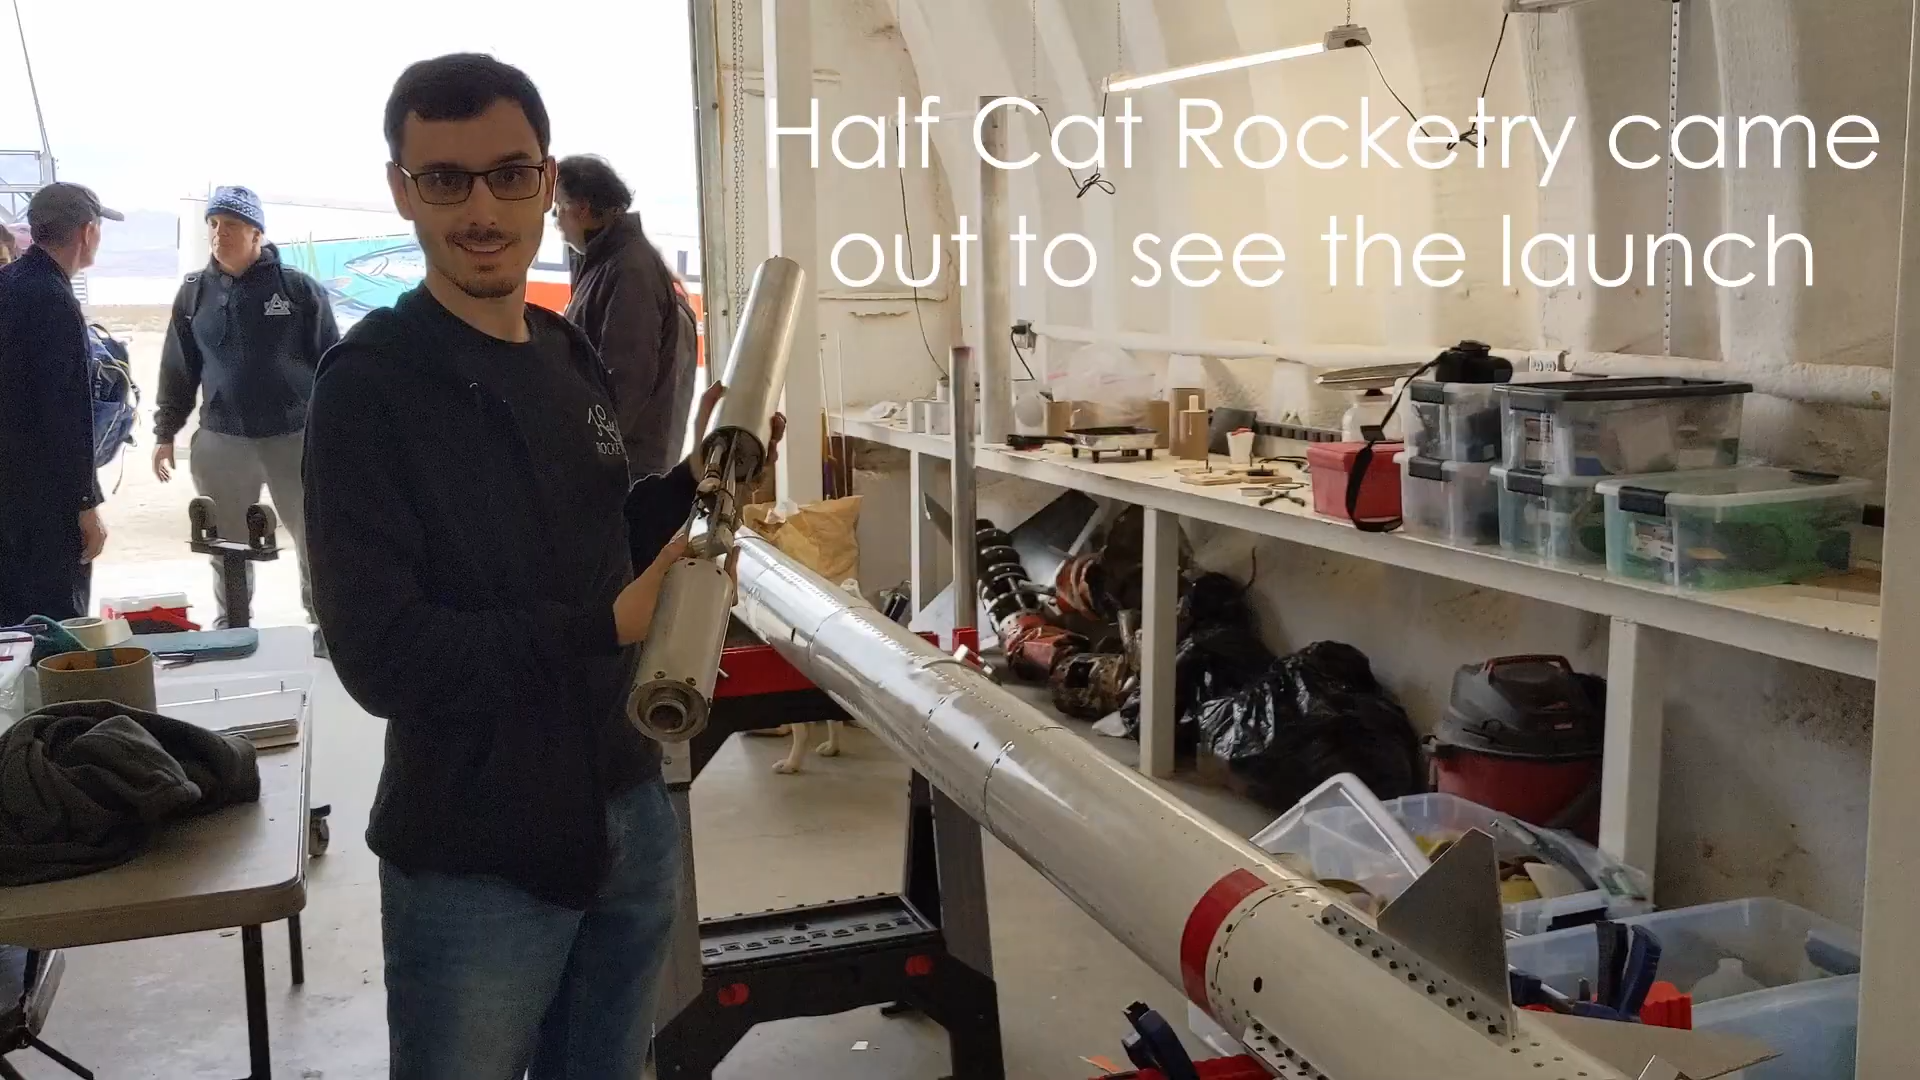 Half Cat Rocketry came
out to see the launch